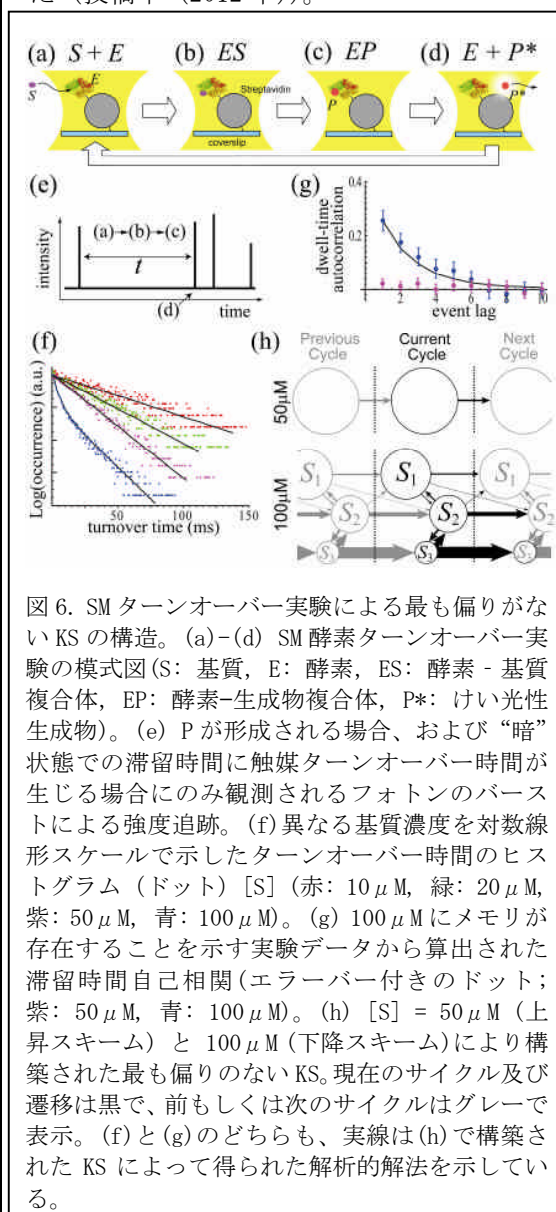 た (投稿中 (2012 年))。
(a) S + E
(b) ES
(c) EP
(d) E + P*
S
E
Streptavidin
coverslip
P
P*
(e)
intensity
(a)→(b)→(c)
t
(d)
time
(g)
dwell-time
autocorrelation
0.4
0.2
2
4
6
8
10
event lag
(f)
Log(occurrence) (a.u.)
50
100
150
turnover time (ms)
(h)
Previous
Cycle
Current
Cycle
Next
Cycle
50μM
100μM
S1
S1
S1
S2
S2
S2
S3
S3
S3
図 6. SM ターンオーバー実験による最も偏りがな
い KS の構造。(a)-(d) SM 酵素ターンオーバー実
験の模式図(S: 基質, E: 酵素, ES: 酵素‐基質
複合体, EP: 酵素−生成物複合体, P*: けい光性
生成物)。(e) P が形成される場合、および“暗”
状態での滞留時間に触媒ターンオーバー時間が
生じる場合にのみ観測されるフォトンのバース
トによる強度追跡。(f)異なる基質濃度を対数線
形スケールで示したターンオーバー時間のヒス
トグラム (ドット) [S] (赤: 10μM, 緑: 20μM,
紫: 50μM, 青: 100μM)。(g) 100μM にメモリが
存在することを示す実験データから算出された
滞留時間自己相関(エラーバー付きのドット;
紫: 50μM, 青: 100μM)。(h) [S] = 50μM (上
昇スキーム) と 100μM (下降スキーム)により構
築された最も偏りのない KS。現在のサイクル及び
遷移は黒で、前もしくは次のサイクルはグレーで
表示。(f)と(g)のどちらも、実線は(h)で構築さ
れた KS によって得られた解析的解法を示してい
る。